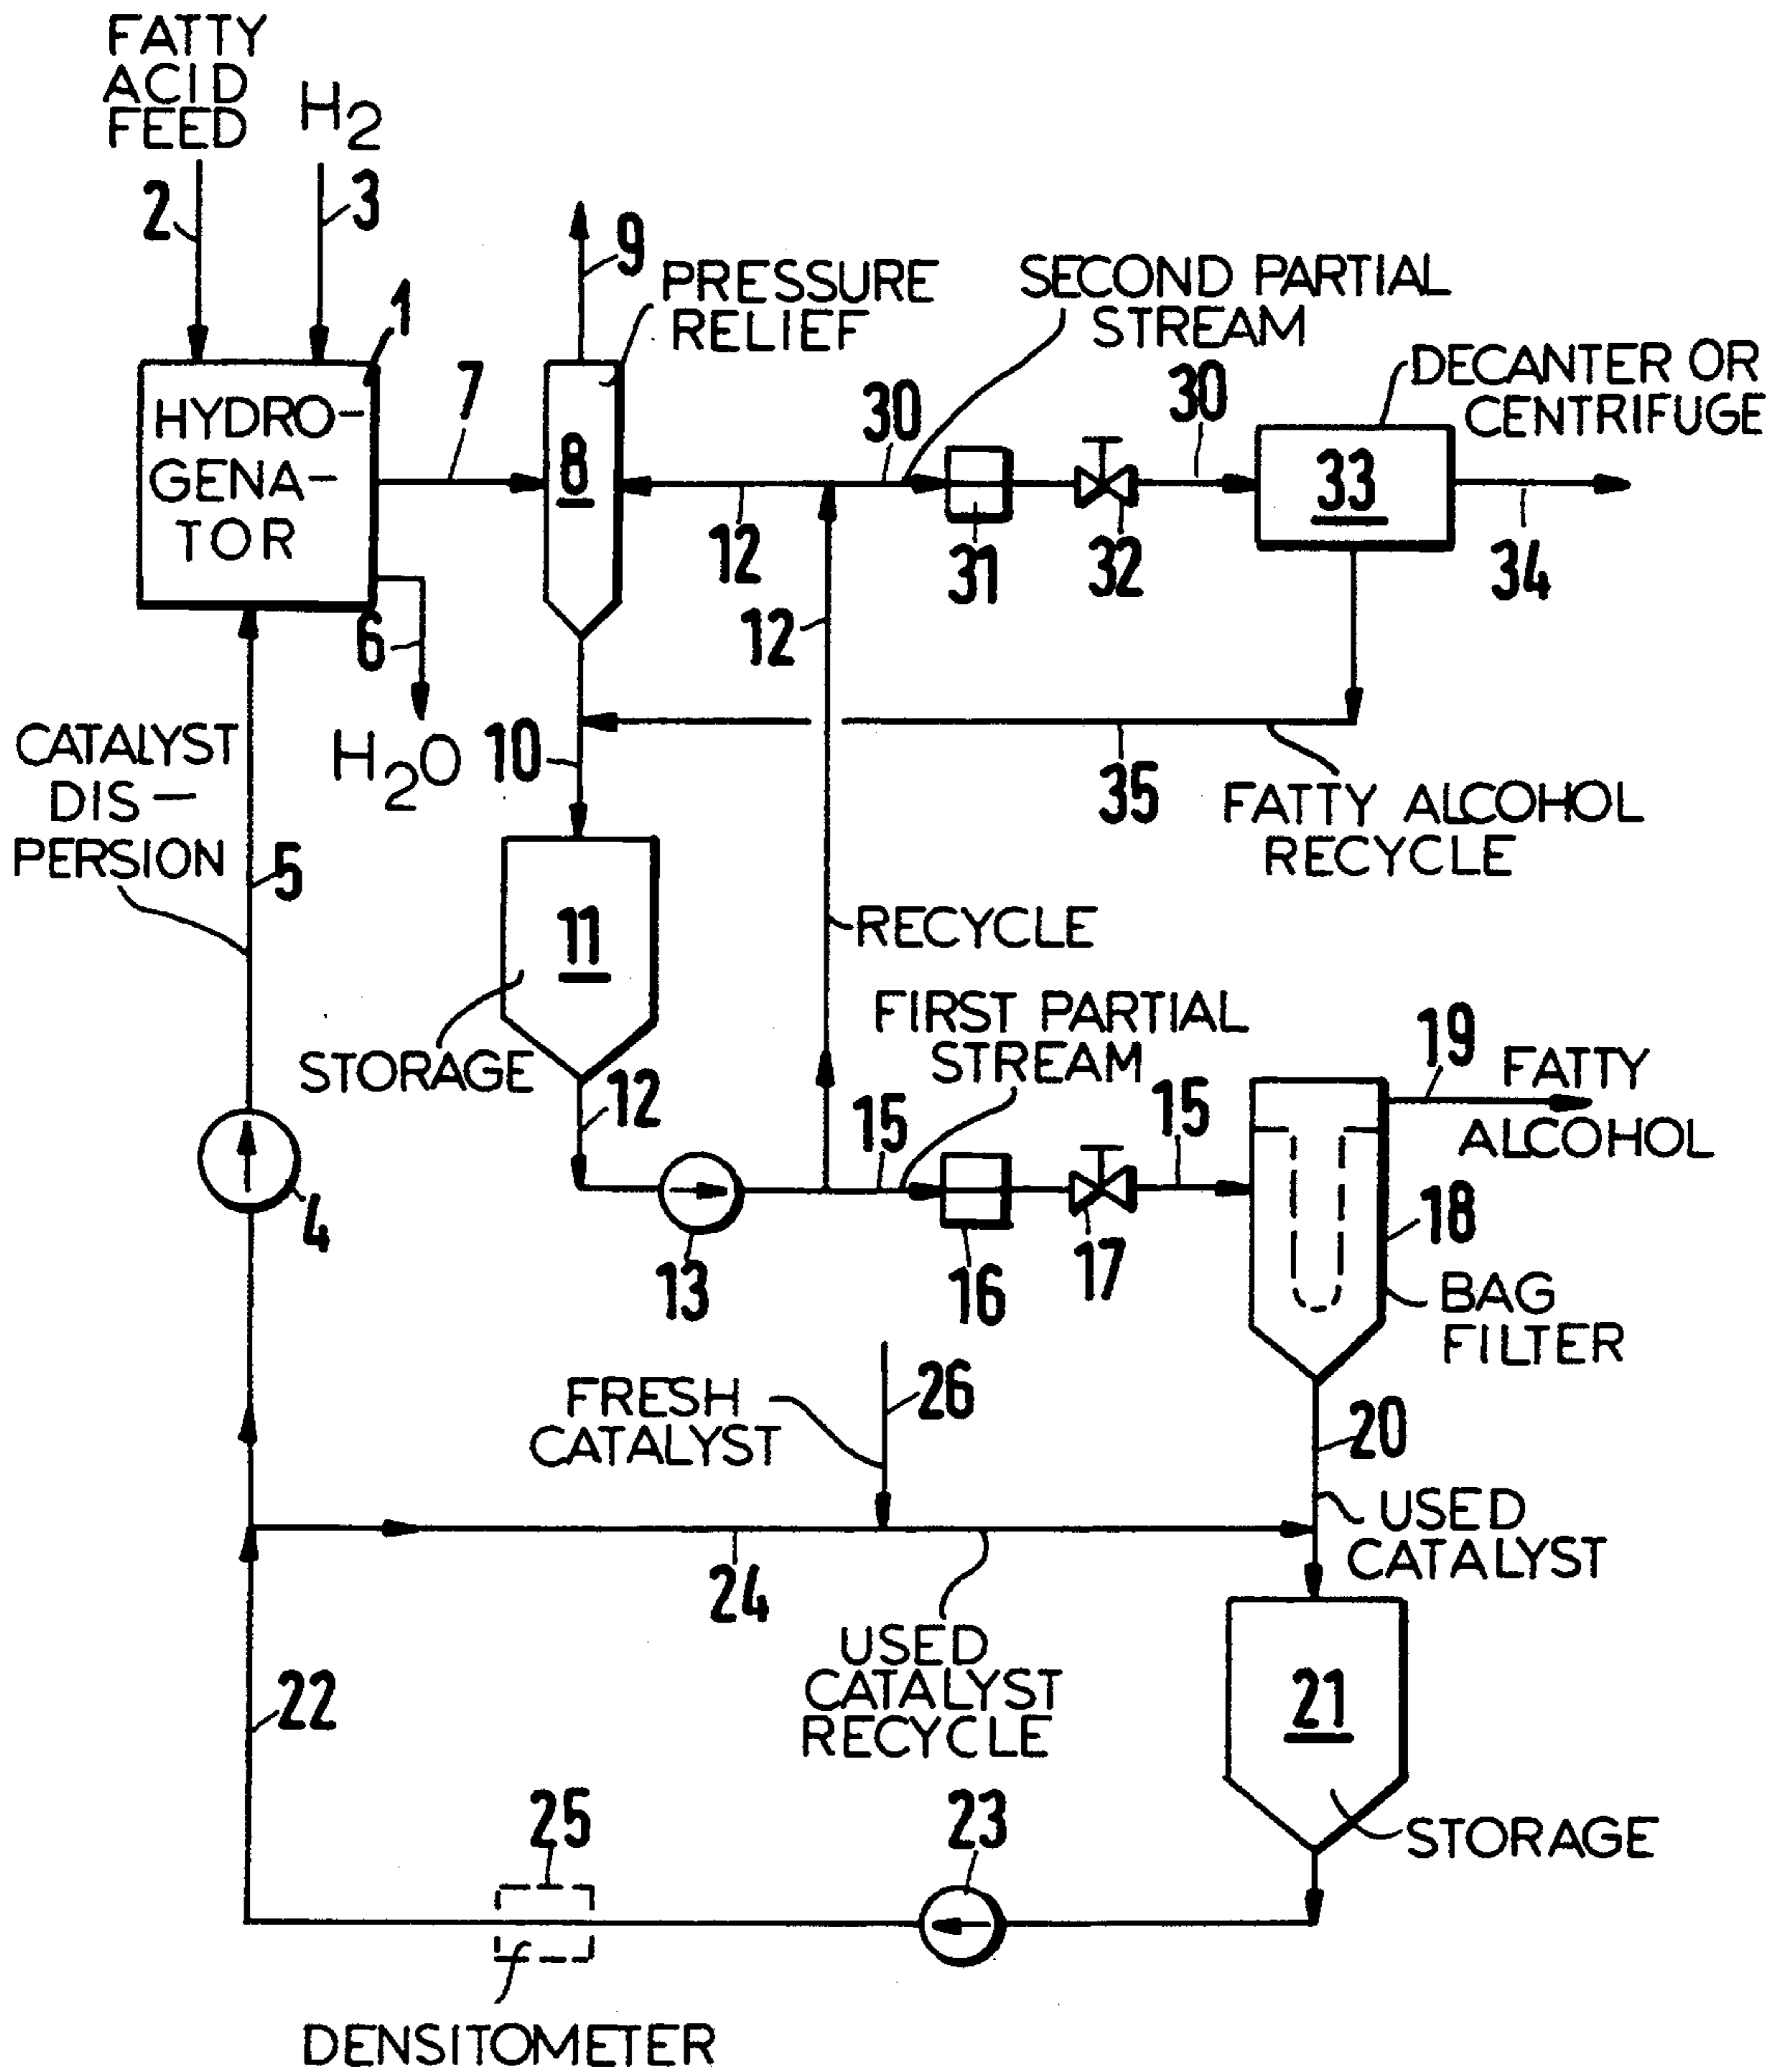 FATTY
ACID
FEED
H2
2
3
1
HYDRO-
GENA-
TOR
7
6
H2O
9
PRESSURE
RELIEF
8
SECOND PARTIAL
STREAM
30
30
12
31
32
DECANTER OR
CENTRIFUGE
33
34
12
10
35
FATTY ALCOHOL
RECYCLE
CATALYST
DIS-
PERSION
5
11
STORAGE
RECYCLE
FIRST PARTIAL
STREAM
12
15
15
19
FATTY
ALCOHOL
4
13
16
17
18
BAG
FILTER
FRESH
CATALYST
26
20
USED
CATALYST
24
USED
CATALYST
RECYCLE
22
21
STORAGE
25
23
DENSITOMETER